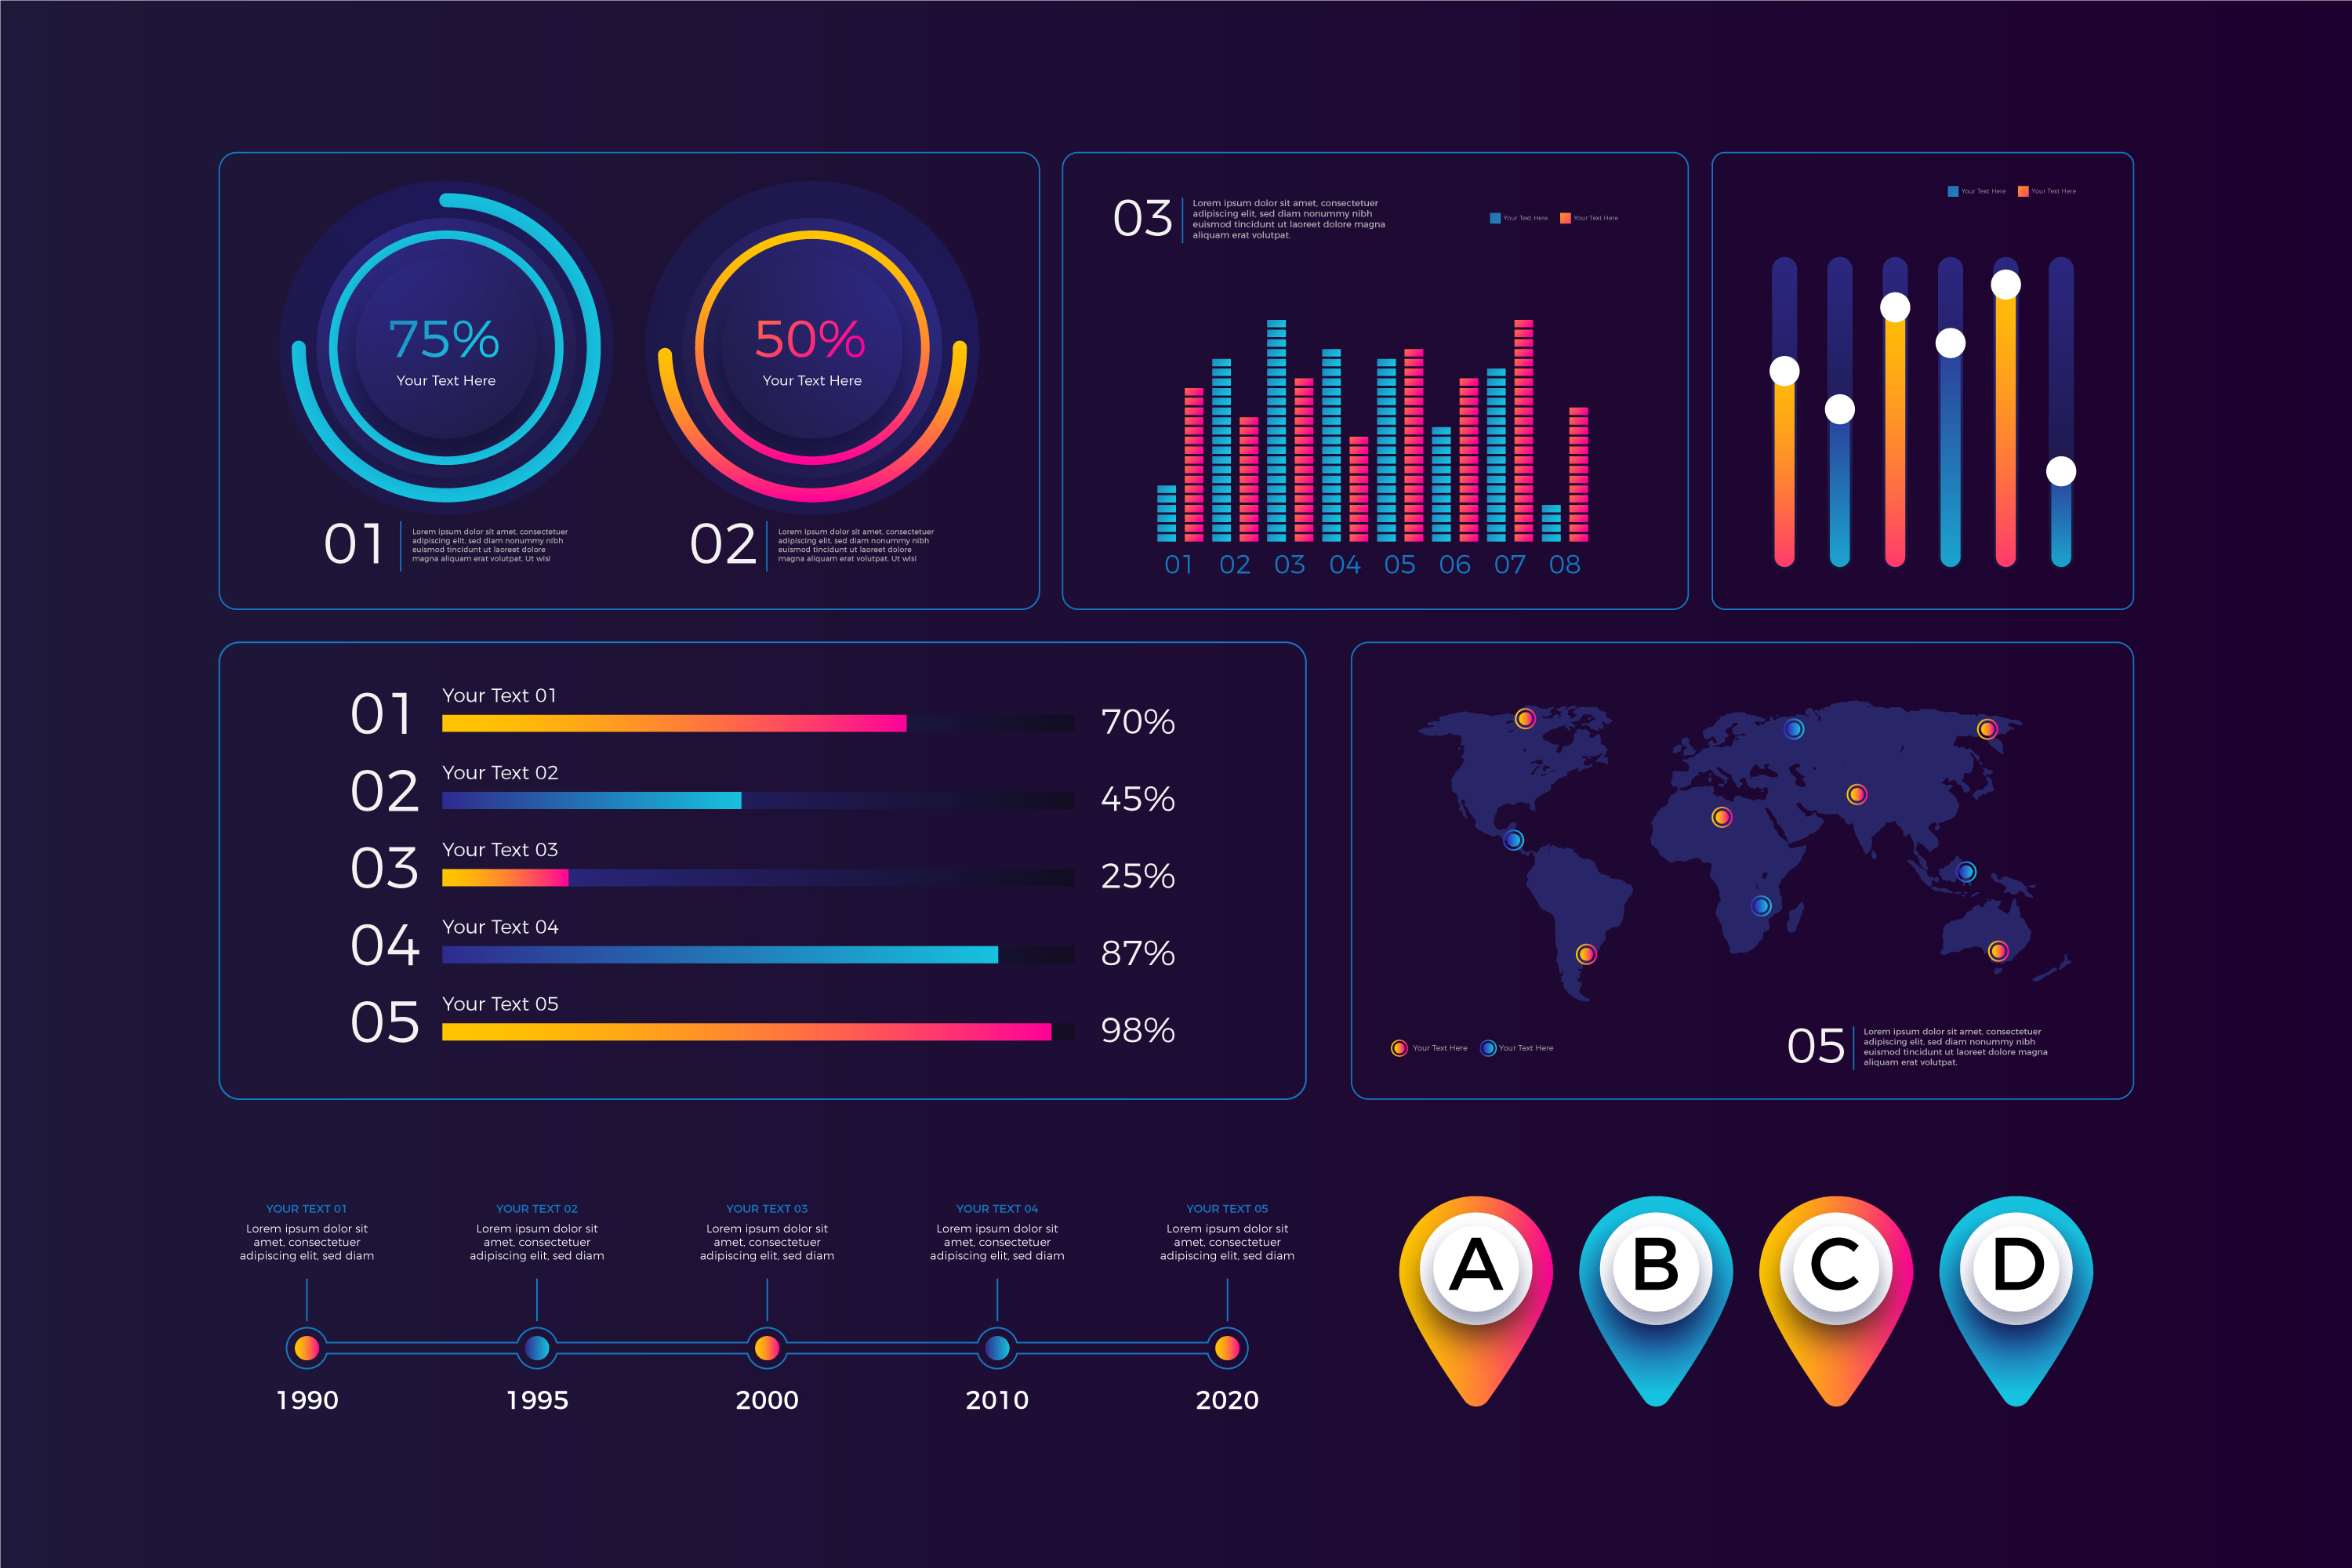 75%
Your Text Here
01
Lorem ipsum dolor sit amet, consectetuer
adipiscing elit, sed diam nonummy nibh
euismod tincidunt ut laoreet dolore
magna aliquam erat volutpat. Ut wisi
50%
Your Text Here
02
Lorem ipsum dolor sit amet, consectetuer
adipiscing elit, sed diam nonummy nibh
euismod tincidunt ut laoreet dolore
magna aliquam erat volutpat. Ut wisi
03
Lorem ipsum dolor sit amet, consectetuer
adipiscing elit, sed diam nonummy nibh
euismod tincidunt ut laoreet dolore magna
aliquam erat volutpat.
Your Text Here Your Text Here
01 02 03 04 05 06 07 08
Your Text Here Your Text Here
01 Your Text 01 70%
02 Your Text 02 45%
03 Your Text 03 25%
04 Your Text 04 87%
05 Your Text 05 98%
Your Text Here Your Text Here
05
Lorem ipsum dolor sit amet, consectetuer
adipiscing elit, sed diam nonummy nibh
euismod tincidunt ut laoreet dolore magna
aliquam erat volutpat.
YOUR TEXT 01
Lorem ipsum dolor sit
amet, consectetuer
adipiscing elit, sed diam
1990
YOUR TEXT 02
Lorem ipsum dolor sit
amet, consectetuer
adipiscing elit, sed diam
1995
YOUR TEXT 03
Lorem ipsum dolor sit
amet, consectetuer
adipiscing elit, sed diam
2000
YOUR TEXT 04
Lorem ipsum dolor sit
amet, consectetuer
adipiscing elit, sed diam
2010
YOUR TEXT 05
Lorem ipsum dolor sit
amet, consectetuer
adipiscing elit, sed diam
2020
A B C D